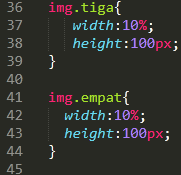 36 img.tiga{
37 width:10%;
38 height:100px;
39 }
40
41 img.empat{
42 width:10%;
43 height:100px;
44 }
45